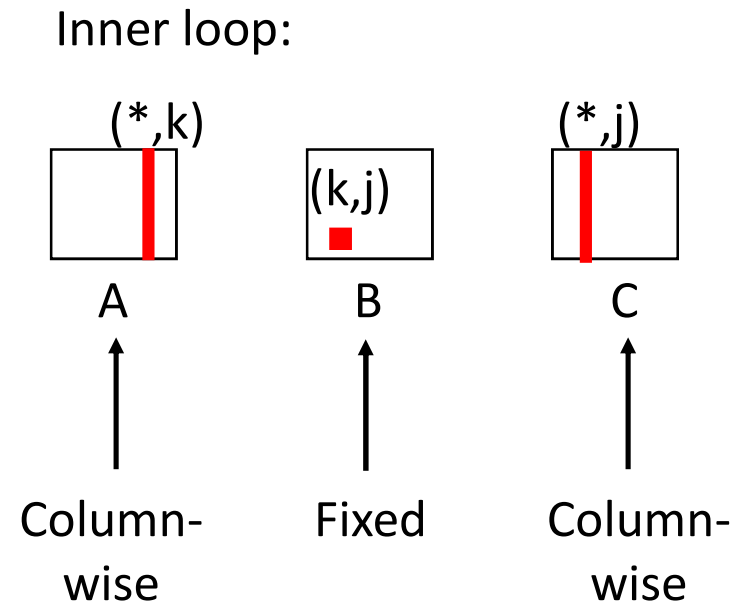 Inner loop:
(*,k)
(*,j)
(k,j)
A
B
C
Column-
wise
Fixed
Column-
wise